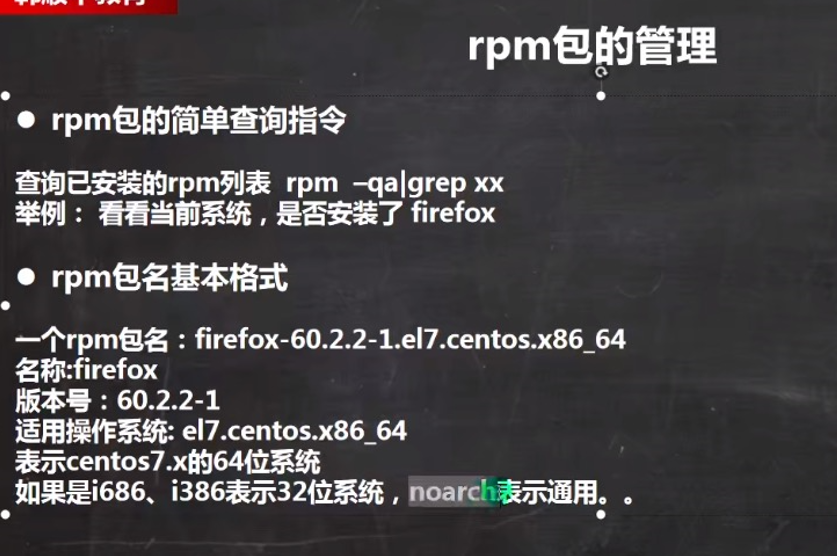 rpm包的管理
● rpm包的简单查询指令
查询已安装的rpm列表 rpm –qa|grep xx
举例： 看看当前系统，是否安装了 firefox
● rpm包名基本格式
一个rpm包名：firefox-60.2.2-1.el7.centos.x86_64
名称:firefox
版本号：60.2.2-1
适用操作系统: el7.centos.x86_64
表示centos7.x的64位系统
如果是i686、i386表示32位系统，noarch表示通用。。